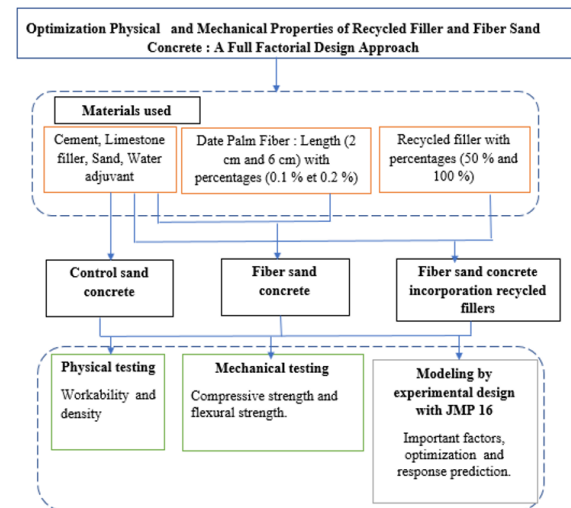 Optimization Physical and Mechanical Properties of Recycled Filler and Fiber Sand
Concrete : A Full Factorial Design Approach
Materials used
Cement, Limestone
filler, Sand, Water
adjuvant
Date Palm Fiber : Length (2
cm and 6 cm) with
percentages (0.1 % et 0.2 %)
Recycled filler with
percentages (50 % and
100 %)
Control sand
concrete
Fiber sand
concrete
Fiber sand concrete
incorporation recycled
fillers
Physical testing
Workability and
density
Mechanical testing
Compressive strength and
flexural strength.
Modeling by
experimental design
with JMP 16
Important factors,
optimization and
response prediction.